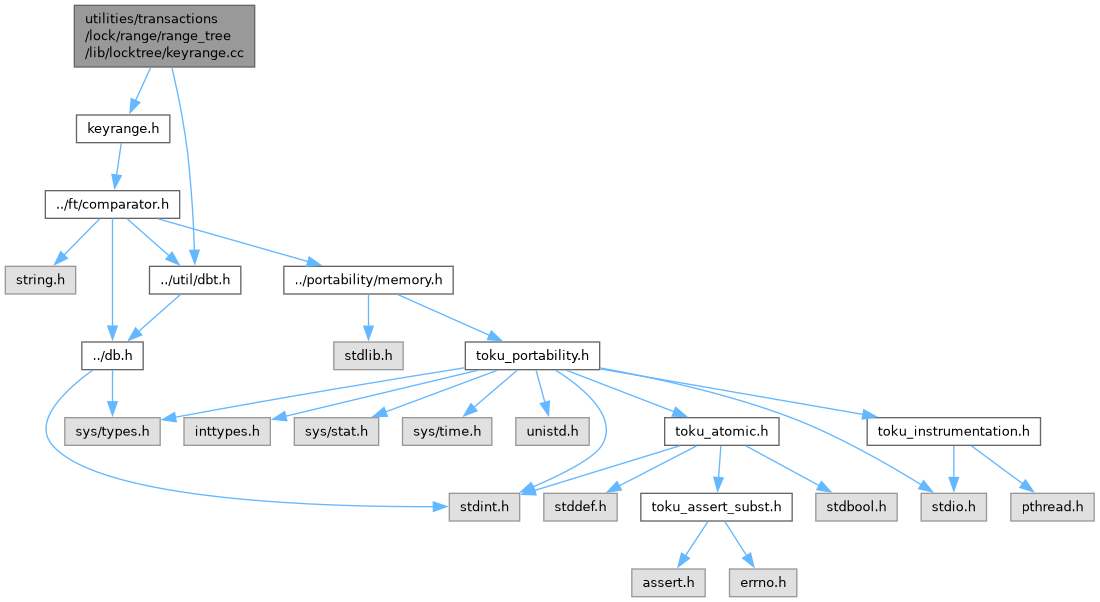 utilities/transactions
/lock/range/range_tree
/lib/locktree/keyrange.cc
keyrange.h
../ft/comparator.h
string.h
../util/dbt.h
../portability/memory.h
../db.h
stdlib.h
toku_portability.h
sys/types.h
inttypes.h
sys/stat.h
sys/time.h
unistd.h
toku_atomic.h
toku_instrumentation.h
stdint.h
stddef.h
toku_assert_subst.h
stdbool.h
stdio.h
pthread.h
assert.h
errno.h